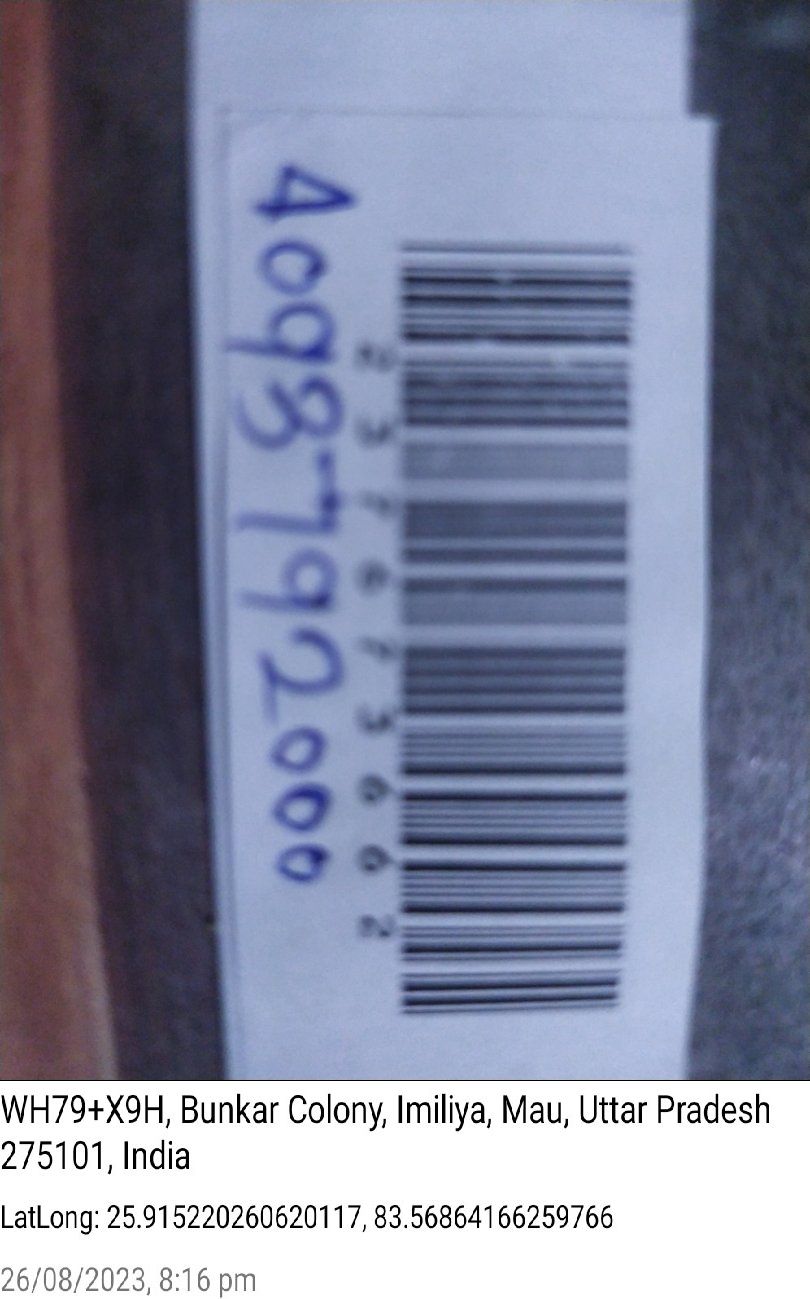 4098792000
WH79+X9H, Bunkar Colony, Imiliya, Mau, Uttar Pradesh
275101, India
LatLong: 25.915220260620117, 83.56864166259766
26/08/2023, 8:16 pm